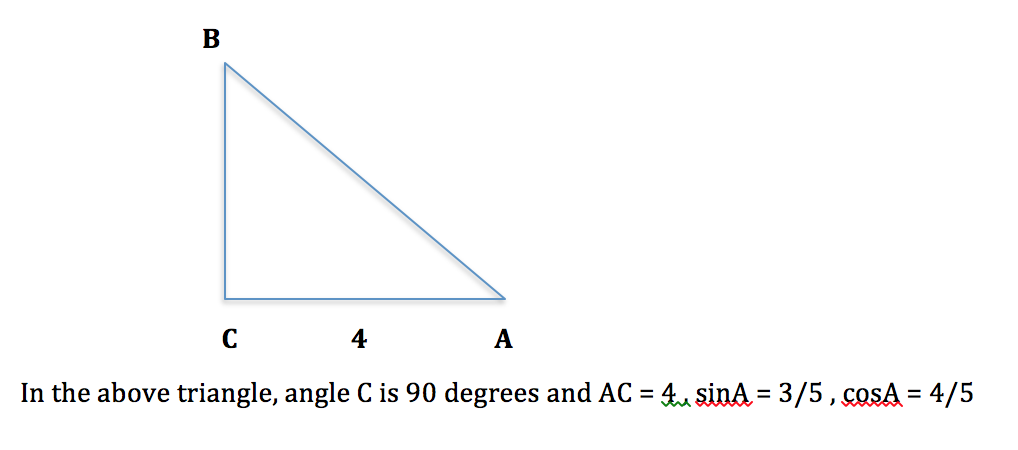 B
C 4 A
In the above triangle, angle C is 90 degrees and AC = 4, sinA = 3/5 , cosA = 4/5